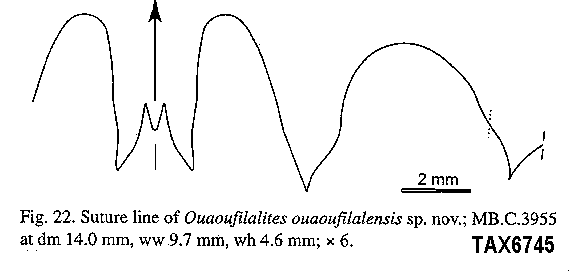 2 mm
Fig. 22. Suture line of Ouaoufilalites ouaoufilalensis sp. nov.; MB.C.3955
at dm 14.0 mm, ww 9.7 mm, wh 4.6 mm; × 6.
TAX6745